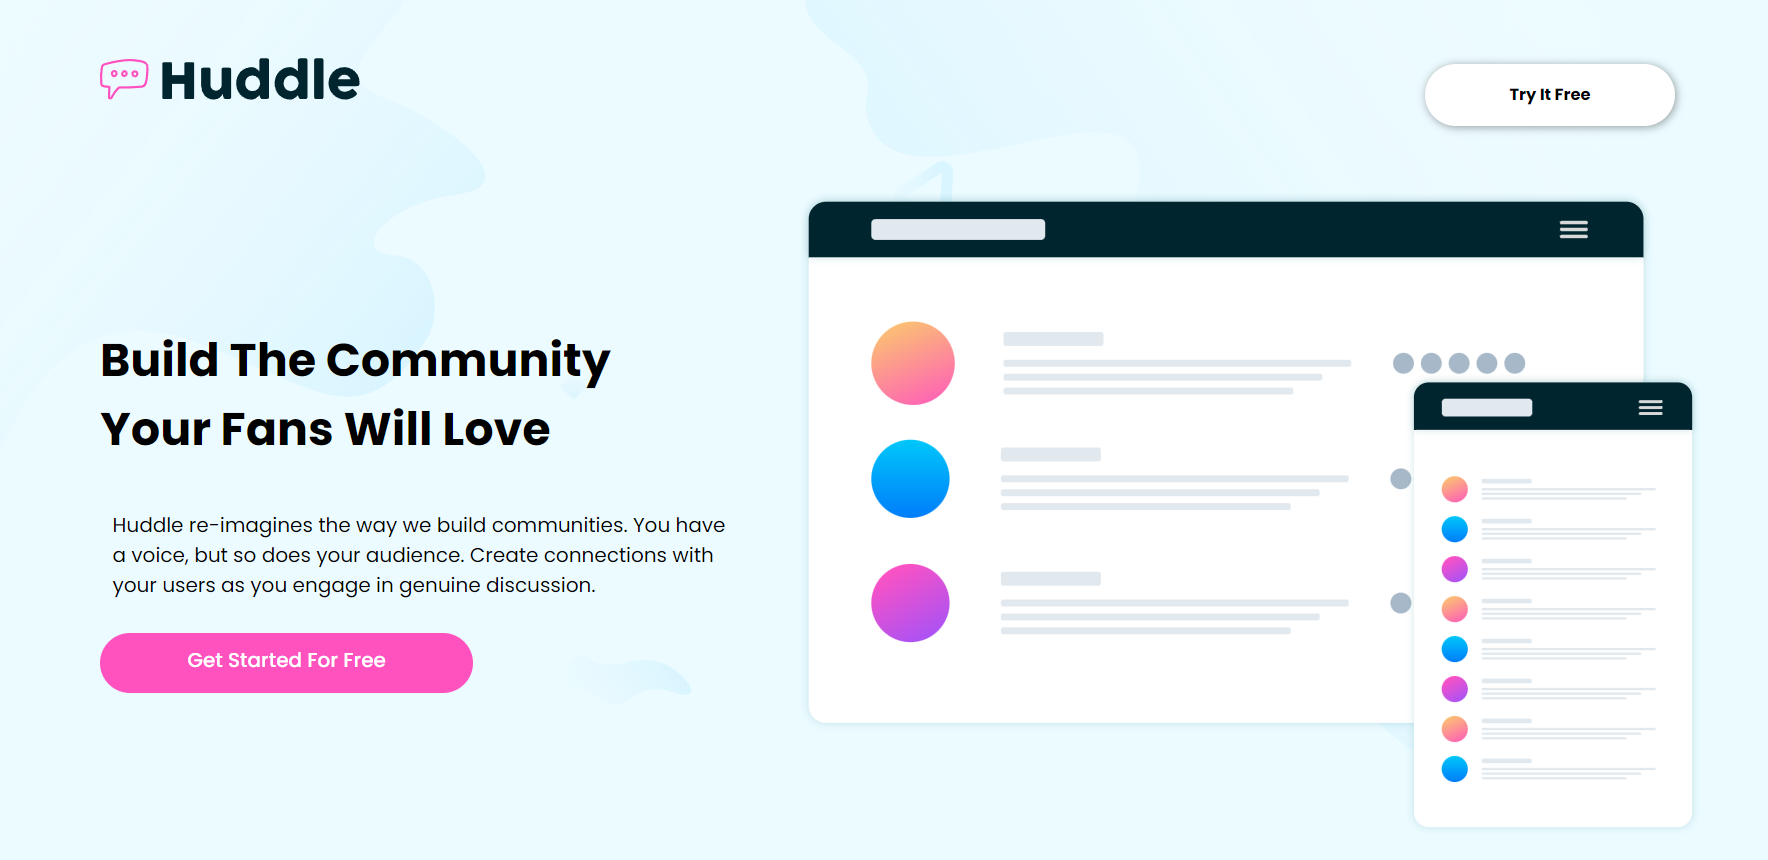 Huddle
Try It Free
Build The Community
Your Fans Will Love
Huddle re-imagines the way we build communities. You have
a voice, but so does your audience. Create connections with
your users as you engage in genuine discussion.
Get Started For Free